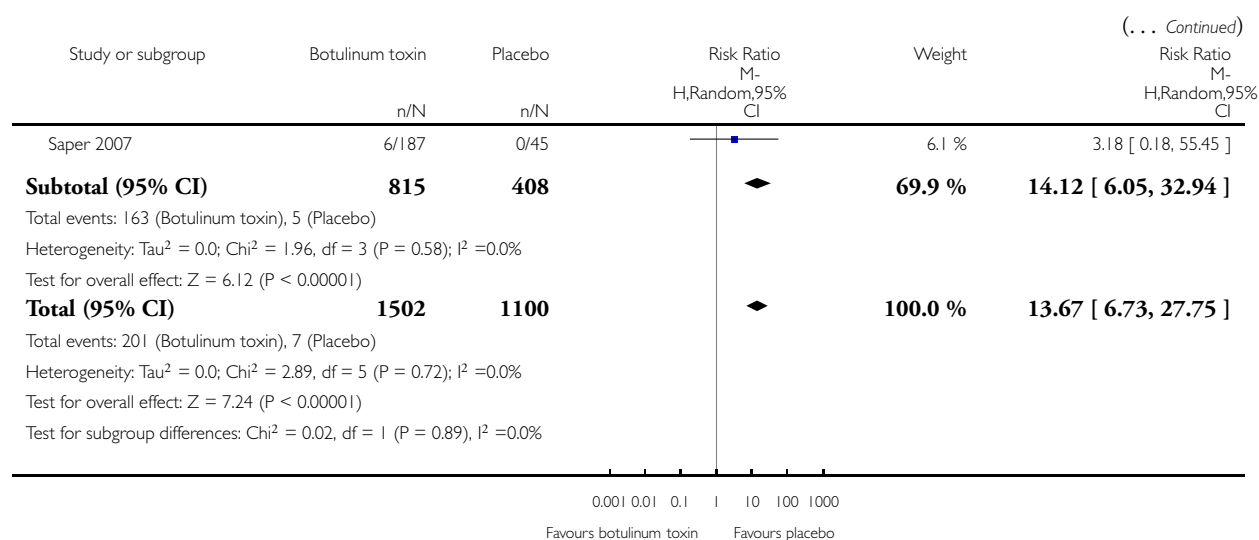 (... Continued)
Study or subgroup Botulinum toxin Placebo Risk Ratio Weight Risk Ratio
M- M-
H,Random,95% H,Random,95%
n/N n/N CI CI
Saper 2007 6/187 0/45 6.1 % 3.18 [ 0.18, 55.45 ]
Subtotal (95% CI) 815 408 69.9 % 14.12 [ 6.05, 32.94 ]
Total events: 163 (Botulinum toxin), 5 (Placebo)
Heterogeneity: Tau² = 0.0; Chi² = 1.96, df = 3 (P = 0.58); I² =0.0%
Test for overall effect: Z = 6.12 (P < 0.00001)
Total (95% CI) 1502 1100 100.0 % 13.67 [ 6.73, 27.75 ]
Total events: 201 (Botulinum toxin), 7 (Placebo)
Heterogeneity: Tau² = 0.0; Chi² = 2.89, df = 5 (P = 0.72); I² =0.0%
Test for overall effect: Z = 7.24 (P < 0.00001)
Test for subgroup differences: Chi² = 0.02, df = 1 (P = 0.89), I² =0.0%
0.001 0.01 0.1 1 10 100 1000
Favours botulinum toxin Favours placebo